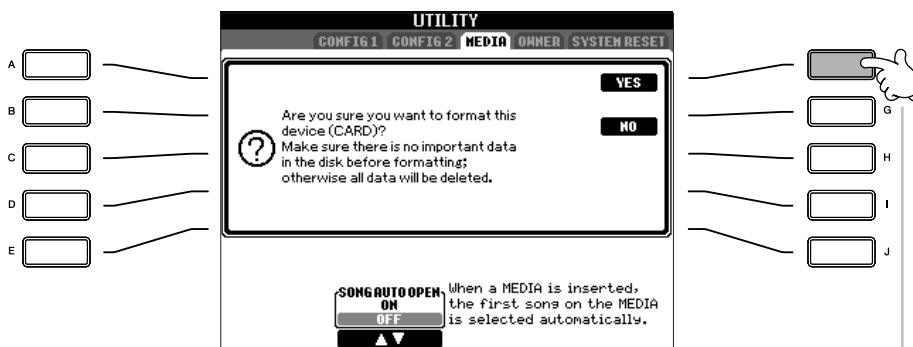 UTILITY
CONFIG 1 CONFIG 2 MEDIA OWNER SYSTEM RESET
A
B
C
D
E
YES
NO
Are you sure you want to format this
device (CARD)?
Make sure there is no important data
in the disk before formatting;
otherwise all data will be deleted.
G
H
I
J
SONG AUTO OPEN
ON
OFF
When a MEDIA is inserted,
the first song on the MEDIA
is selected automatically.